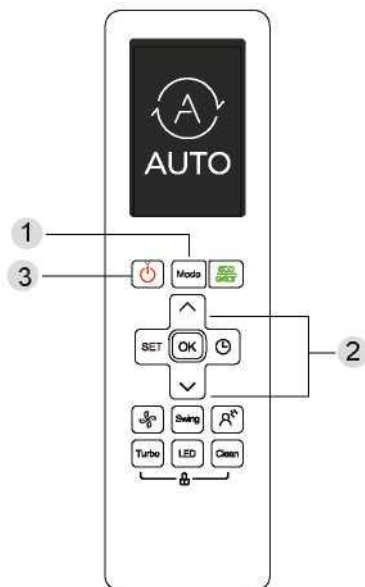 A
AUTO
1
3
Mode
ECO
GEAR
2
SET
OK
Swing
Turbo
LED
Clean